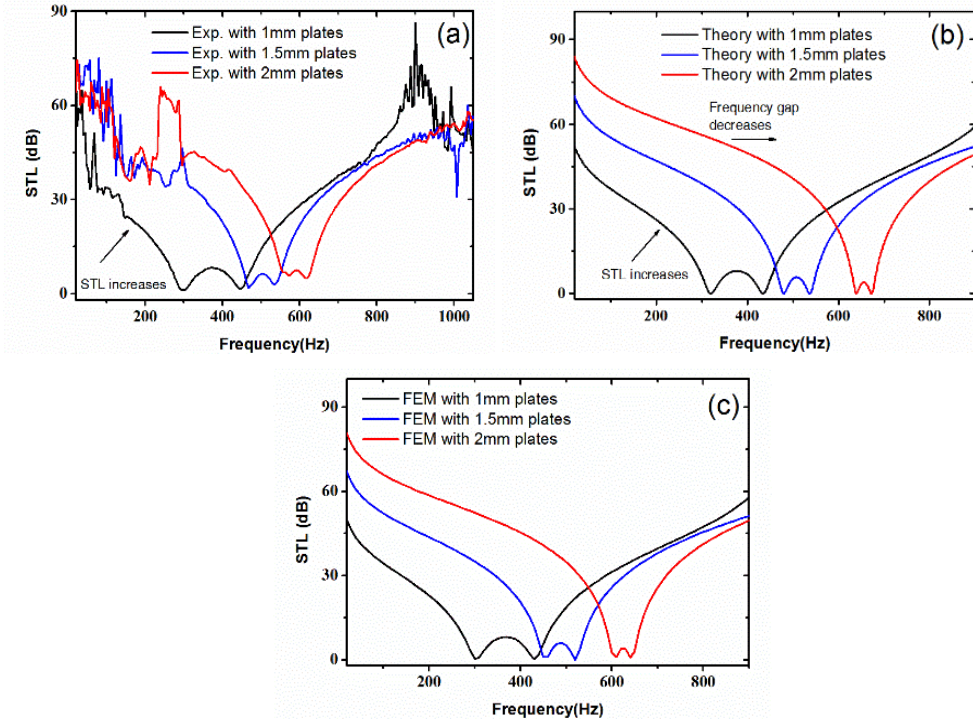 (a)
Exp. with 1mm plates
Exp. with 1.5mm plates
Exp. with 2mm plates
STL increases
STL (dB)
90
60
30
0
200
400
600
800
1000
Frequency(Hz)
(b)
Theory with 1mm plates
Theory with 1.5mm plates
Theory with 2mm plates
Frequency gap
decreases
STL increases
STL (dB)
90
60
30
0
200
400
600
800
Frequency(Hz)
(c)
FEM with 1mm plates
FEM with 1.5mm plates
FEM with 2mm plates
STL (dB)
90
60
30
0
200
400
600
800
Frequency(Hz)